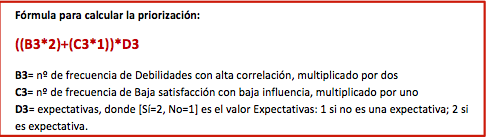 Fórmula para calcular la priorización:
((B3*2)+(C3*1))*D3
B3= nº de frecuencia de Debilidades con alta correlación, multiplicado por dos
C3= nº de frecuencia de Baja satisfacción con baja influencia, multiplicado por uno
D3= expectativas, donde [Sí=2, No=1] es el valor Expectativas: 1 si no es una expectativa; 2 si
es expectativa.